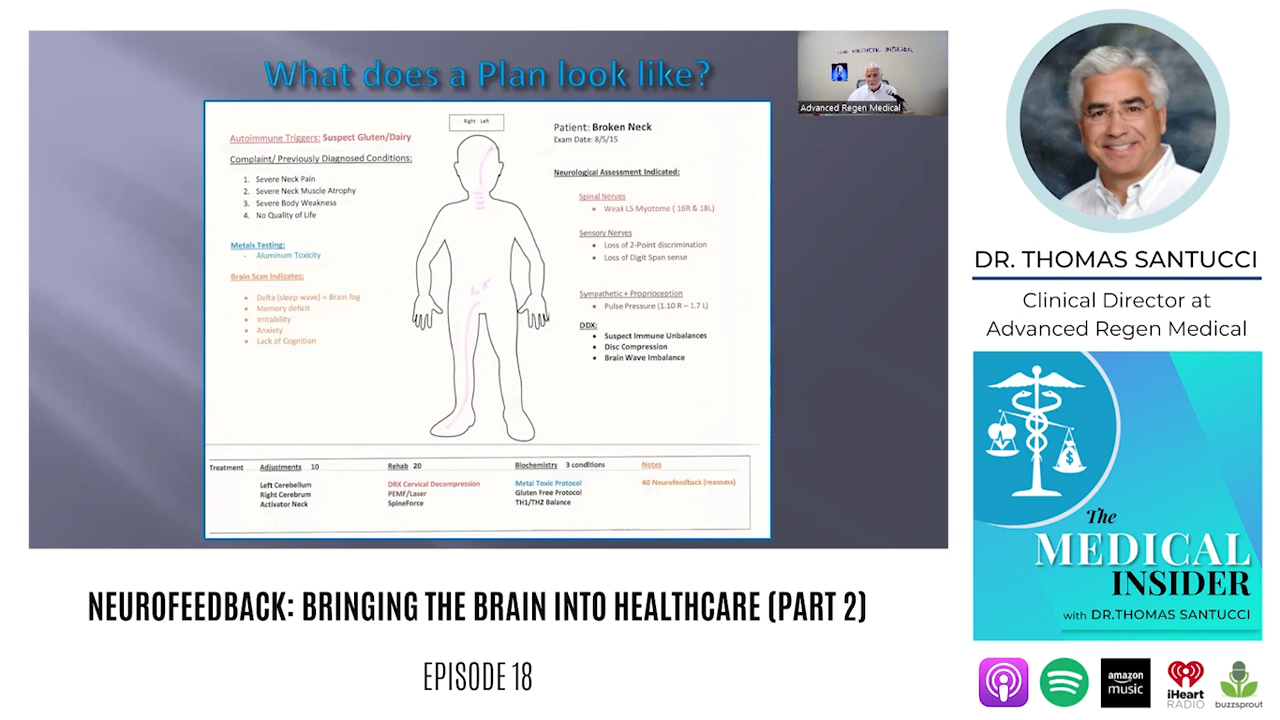 What does a Plan look like?
THE MEDICAL INSIDER
Advanced Regen Medical
Right Left
Autoimmune Triggers: Suspect Gluten/Dairy
Complaint/ Previously Diagnosed Conditions:
1. Severe Neck Pain
2. Severe Neck Muscle Atrophy
3. Severe Body Weakness
4. No Quality of Life
Metals Testing:
- Aluminum Toxicity
Brain Scan Indicates:
• Delta (sleep wave) = Brain fog
• Memory deficit
• Irritability
• Anxiety
• Lack of Cognition
L5
Patient: Broken Neck
Exam Date: 8/5/15
Neurological Assessment Indicated:
Spinal Nerves
• Weak L5 Myotome ( 16R & 18L)
Sensory Nerves
• Loss of 2-Point discrimination
• Loss of Digit Span sense
Sympathetic + Proprioception
• Pulse Pressure (1.10 R – 1.7 L)
DDX:
• Suspect Immune Unbalances
• Disc Compression
• Brain Wave Imbalance
Treatment
Adjustments 10
Left Cerebellum
Right Cerebrum
Activator Neck
Rehab 20
DRX Cervical Decompression
PEMF/Laser
SpineForce
Biochemistry 3 conditions
Metal Toxic Protocol
Gluten Free Protocol
TH1/TH2 Balance
Notes
40 Neurofeedback (reassess)
NEUROFEEDBACK: BRINGING THE BRAIN INTO HEALTHCARE (PART 2)
EPISODE 18
DR. THOMAS SANTUCCI
Clinical Director at
Advanced Regen Medical
$
The
MEDICAL
INSIDER
with DR.THOMAS SANTUCCI
amazon
music
iHeart
RADIO
buzzsprout